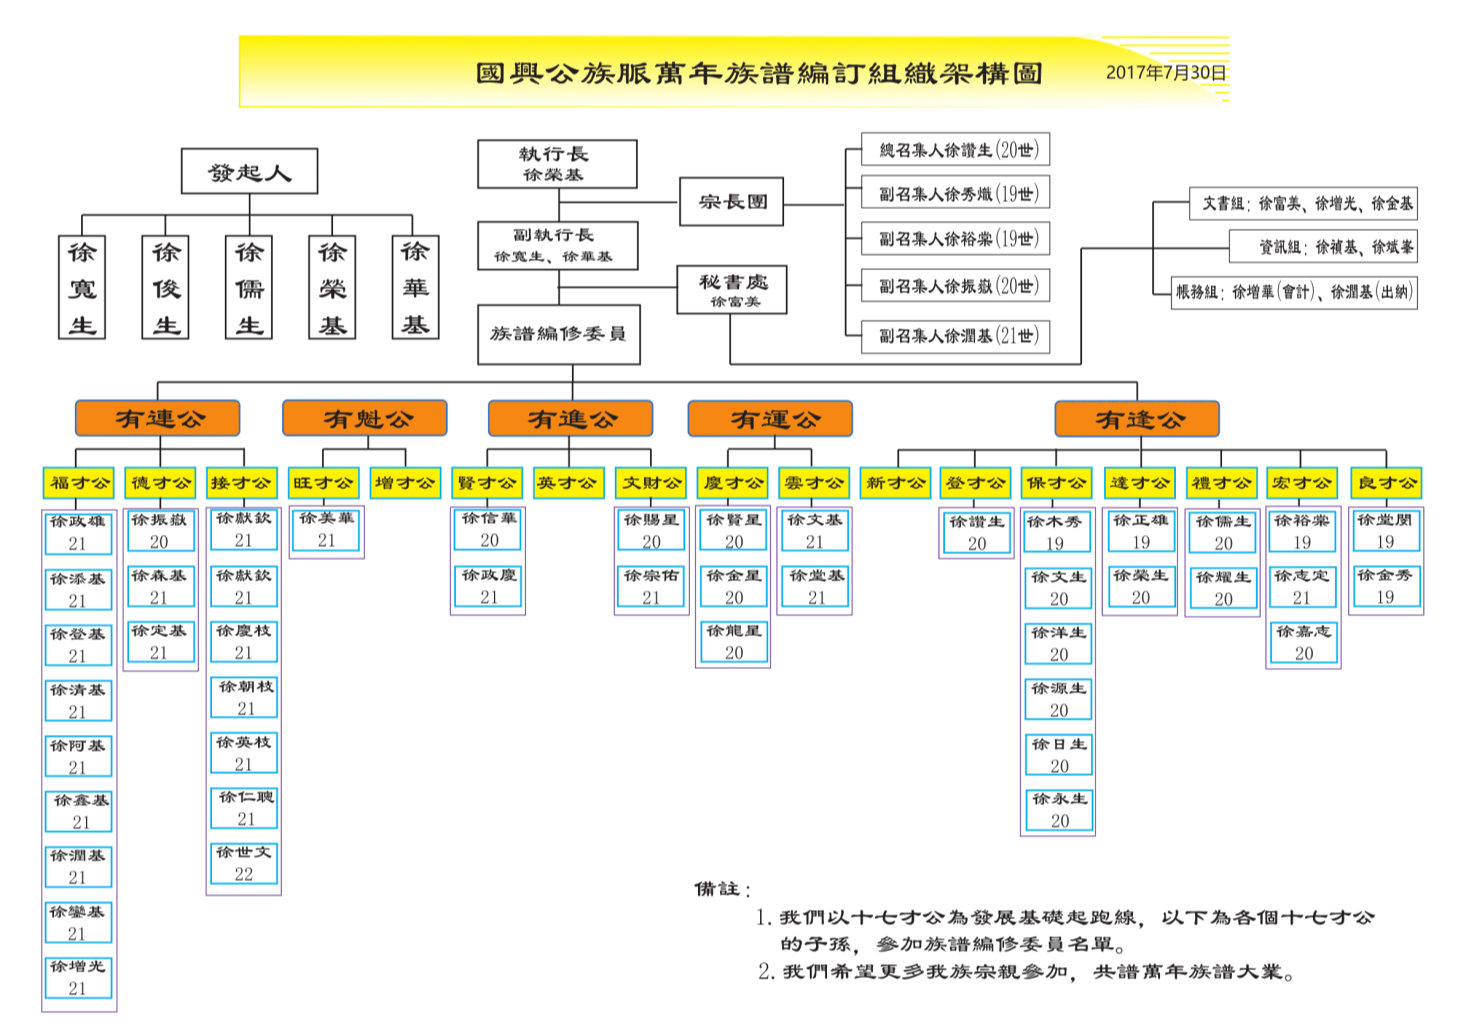 國興公族脈萬年族譜編訂組織架構圖
2017年7月30日
發起人
徐寬生
徐俊生
徐儒生
徐榮基
徐華基
執行長
徐榮基
副執行長
徐寬生、徐華基
族譜編修委員
宗長團
秘書處
徐富美
總召集人徐讚生(20世)
副召集人徐秀熾(19世)
副召集人徐裕棠(19世)
副召集人徐振嶽(20世)
副召集人徐潤基(21世)
文書組：徐富美、徐增光、徐金基
資訊組：徐禎基、徐斌峯
帳務組：徐增華(會計)、徐潤基(出納)
有連公
福才公
徐政雄
21
徐添基
21
徐登基
21
徐清基
21
徐阿基
21
徐鑫基
21
徐潤基
21
徐鑾基
21
徐增光
21
德才公
徐振嶽
20
徐森基
21
徐定基
21
接才公
徐獻欽
21
徐獻欽
21
徐慶枝
21
徐朝枝
21
徐英枝
21
徐仁聰
21
徐世文
22
有魁公
旺才公
徐美華
21
增才公
有進公
賢才公
徐信華
20
徐政慶
21
英才公
文財公
徐賜星
20
徐宗佑
21
有運公
慶才公
徐賢星
20
徐金星
20
徐龍星
20
雲才公
徐文基
21
徐堂基
21
有逢公
新才公
登才公
徐讚生
20
保才公
徐木秀
19
徐文生
20
徐洋生
20
徐源生
20
徐日生
20
徐永生
20
達才公
徐正雄
19
徐榮生
20
禮才公
徐儒生
20
徐耀生
20
宏才公
徐裕棠
19
徐志定
21
徐嘉志
20
良才公
徐堂閔
19
徐金秀
19
備註：
1. 我們以十七才公為發展基礎起跑線，以下為各個十七才公
的子孫，參加族譜編修委員名單。
2. 我們希望更多我族宗親參加，共譜萬年族譜大業。